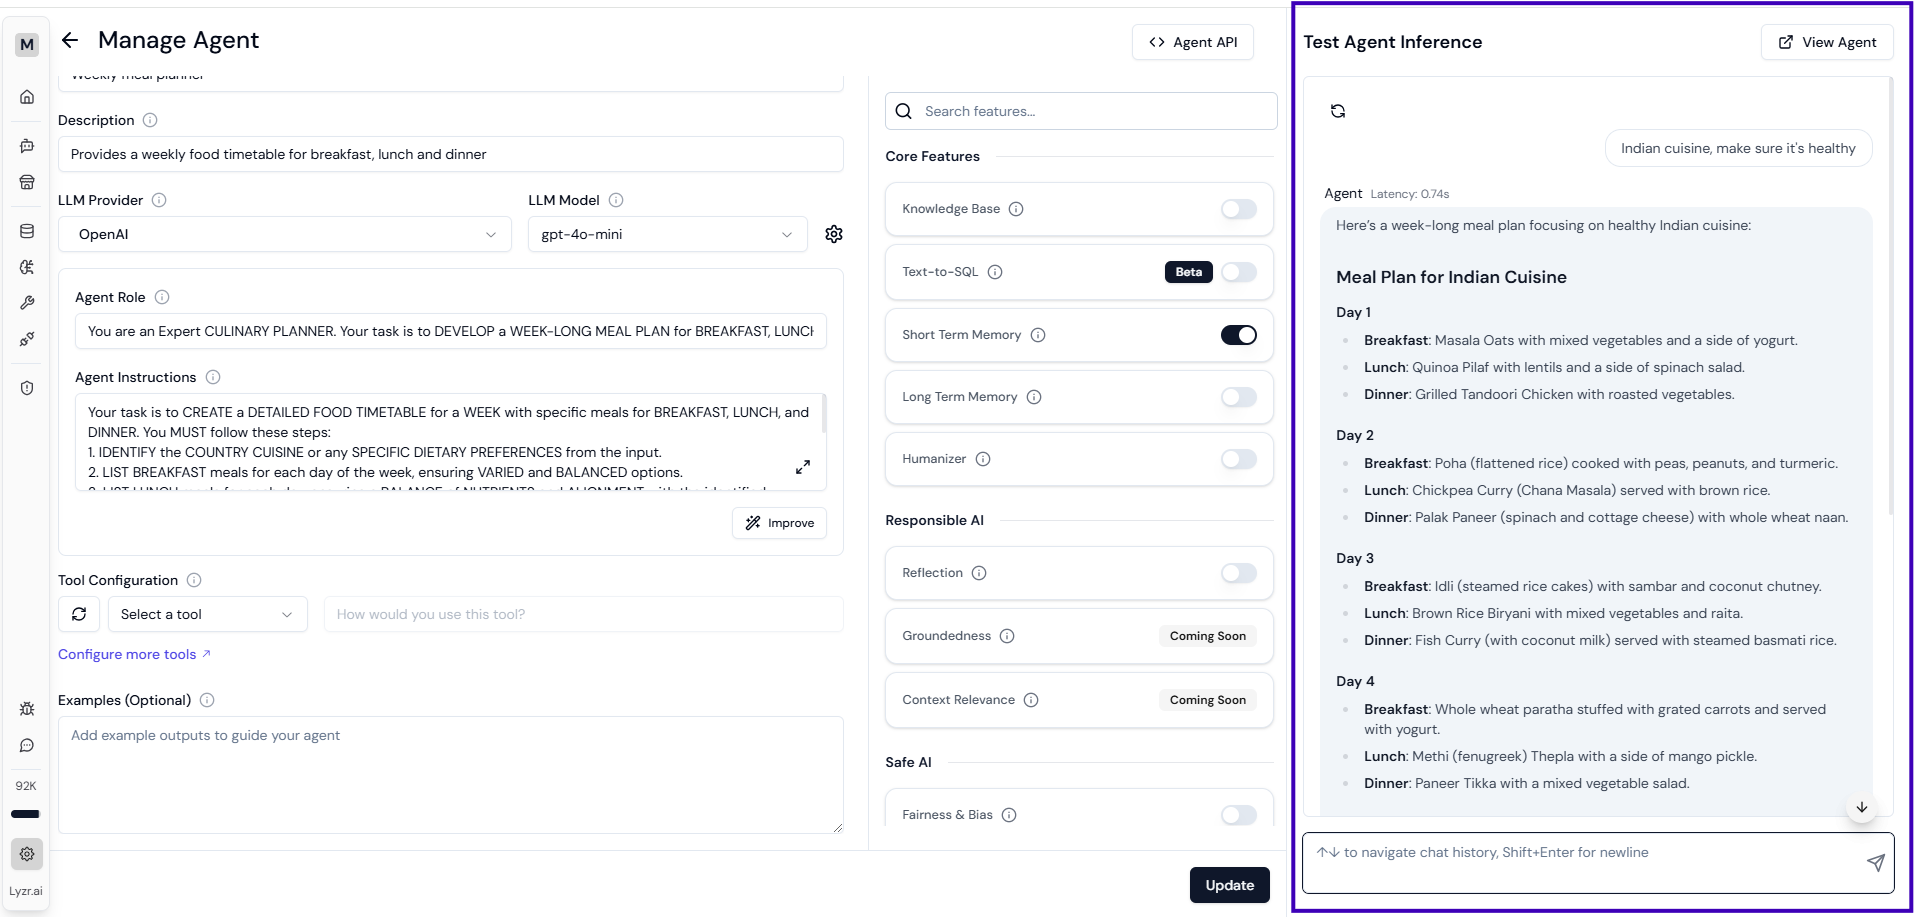 M
Manage Agent
Agent API
Weekly meal planner
Description
Provides a weekly food timetable for breakfast, lunch and dinner
LLM Provider
LLM Model
OpenAI
gpt-4o-mini
Agent Role
You are an Expert CULINARY PLANNER. Your task is to DEVELOP a WEEK-LONG MEAL PLAN for BREAKFAST, LUNCH
Agent Instructions
Your task is to CREATE a DETAILED FOOD TIMETABLE for a WEEK with specific meals for BREAKFAST, LUNCH, and
DINNER. You MUST follow these steps:
1. IDENTIFY the COUNTRY CUISINE or any SPECIFIC DIETARY PREFERENCES from the input.
2. LIST BREAKFAST meals for each day of the week, ensuring VARIED and BALANCED options.
Improve
Tool Configuration
Select a tool
How would you use this tool?
Configure more tools ↗
Examples (Optional)
Add example outputs to guide your agent
92K
Lyzr.ai
Search features...
Core Features
Knowledge Base
Text-to-SQL
Beta
Short Term Memory
Long Term Memory
Humanizer
Responsible AI
Reflection
Groundedness
Coming Soon
Context Relevance
Coming Soon
Safe AI
Fairness & Bias
Update
Test Agent Inference
View Agent
Indian cuisine, make sure it's healthy
Agent Latency: 0.74s
Here's a week-long meal plan focusing on healthy Indian cuisine:
Meal Plan for Indian Cuisine
Day 1
Breakfast: Masala Oats with mixed vegetables and a side of yogurt.
Lunch: Quinoa Pilaf with lentils and a side of spinach salad.
Dinner: Grilled Tandoori Chicken with roasted vegetables.
Day 2
Breakfast: Poha (flattened rice) cooked with peas, peanuts, and turmeric.
Lunch: Chickpea Curry (Chana Masala) served with brown rice.
Dinner: Palak Paneer (spinach and cottage cheese) with whole wheat naan.
Day 3
Breakfast: Idli (steamed rice cakes) with sambar and coconut chutney.
Lunch: Brown Rice Biryani with mixed vegetables and raita.
Dinner: Fish Curry (with coconut milk) served with steamed basmati rice.
Day 4
Breakfast: Whole wheat paratha stuffed with grated carrots and served
with yogurt.
Lunch: Methi (fenugreek) Thepla with a side of mango pickle.
Dinner: Paneer Tikka with a mixed vegetable salad.
↑↓ to navigate chat history, Shift+Enter for newline